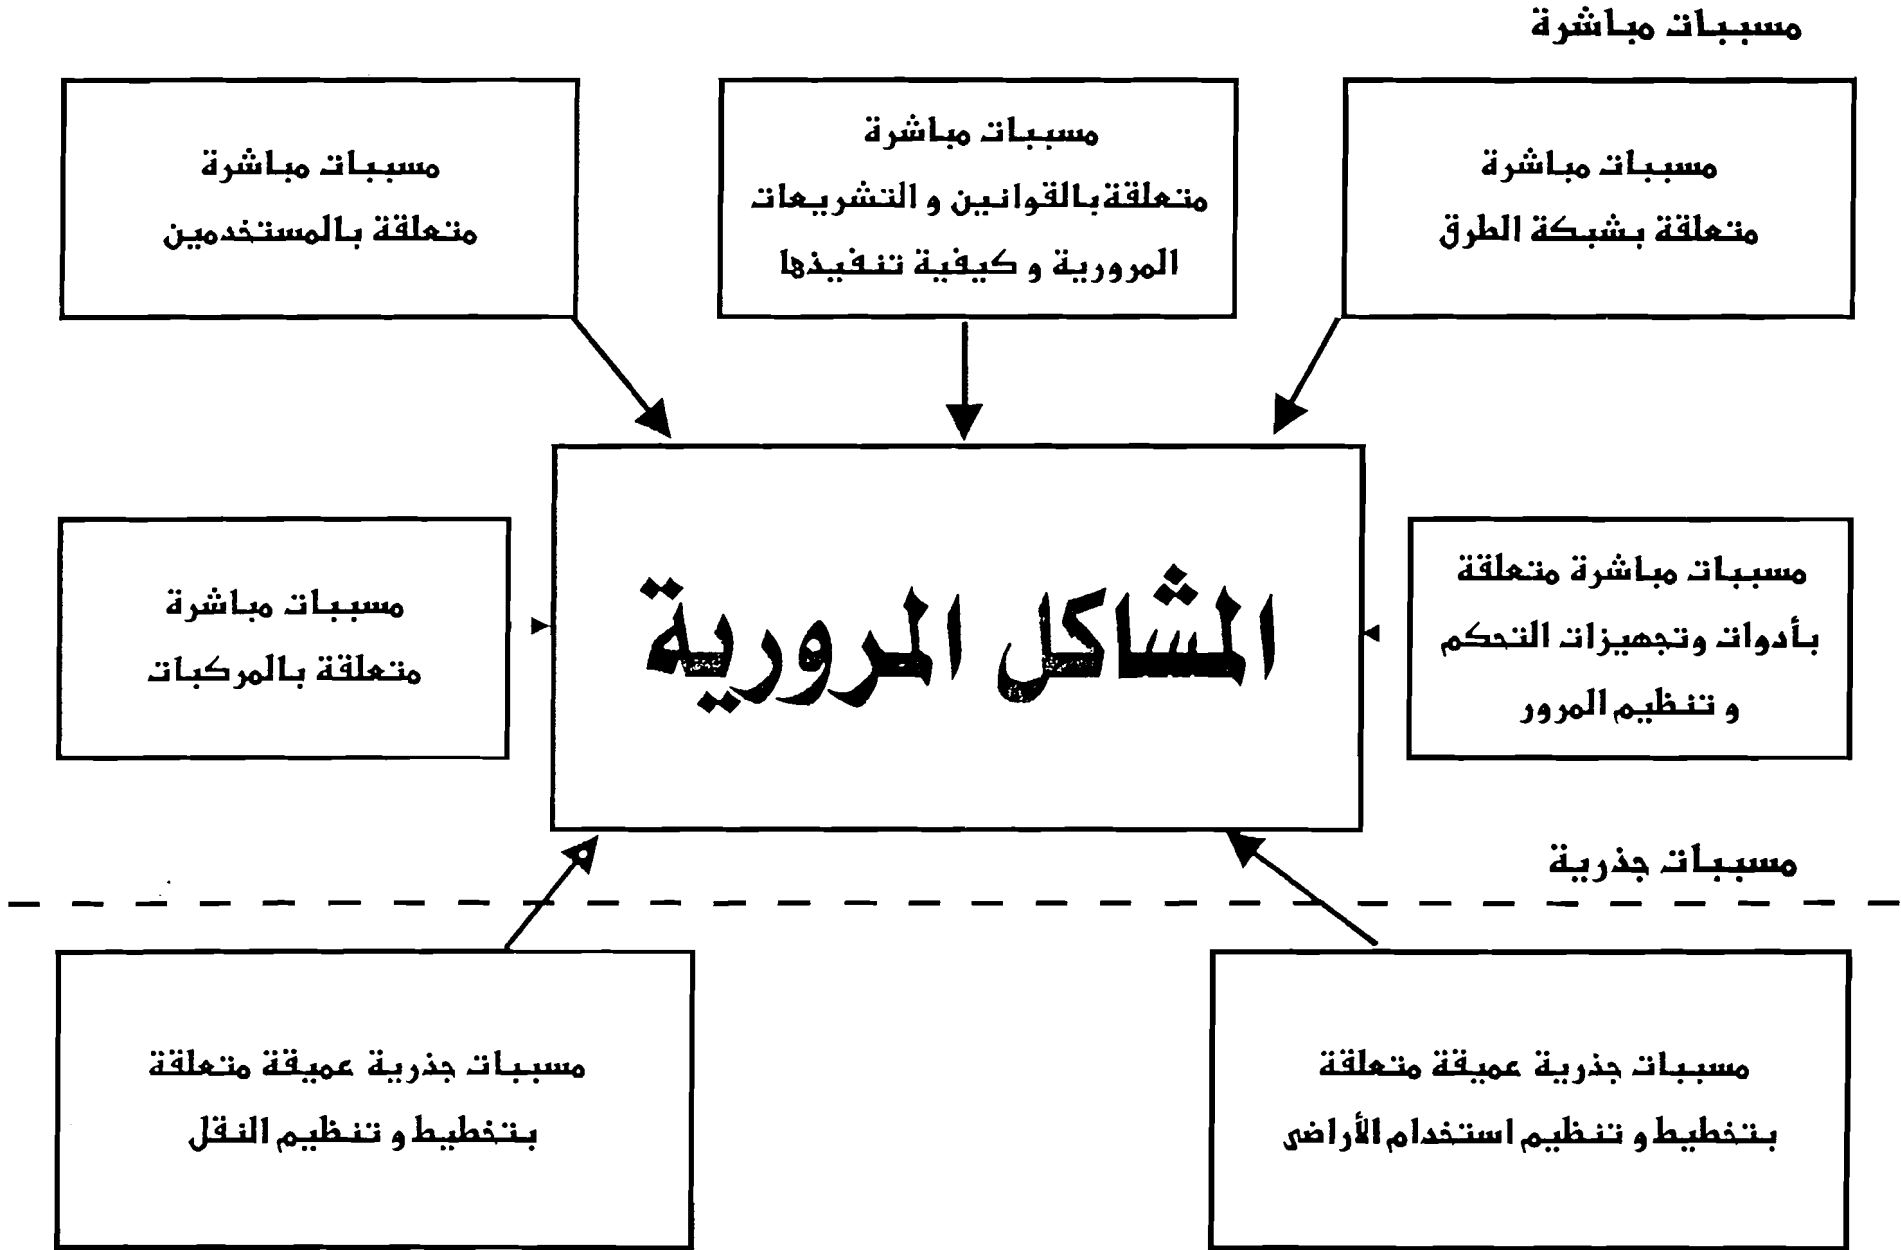 مسببات مباشرة
مسببات مباشرة
متعلقة بشبكة الطرق
مسببات مباشرة
متعلقة بالقوانين و التشريعات
المرورية و كيفية تنفيذها
مسببات مباشرة
متعلقة بالمستخدمين
مسببات مباشرة متعلقة
بأدوات وتجهيزات التحكم
و تنظيم المرور
المشاكل المرورية
مسببات مباشرة
متعلقة بالمركبات
مسببات جذرية
مسببات جذرية عميقة متعلقة
بتخطيط و تنظيم استخدام الأراضى
مسببات جذرية عميقة متعلقة
بتخطيط و تنظيم النقل